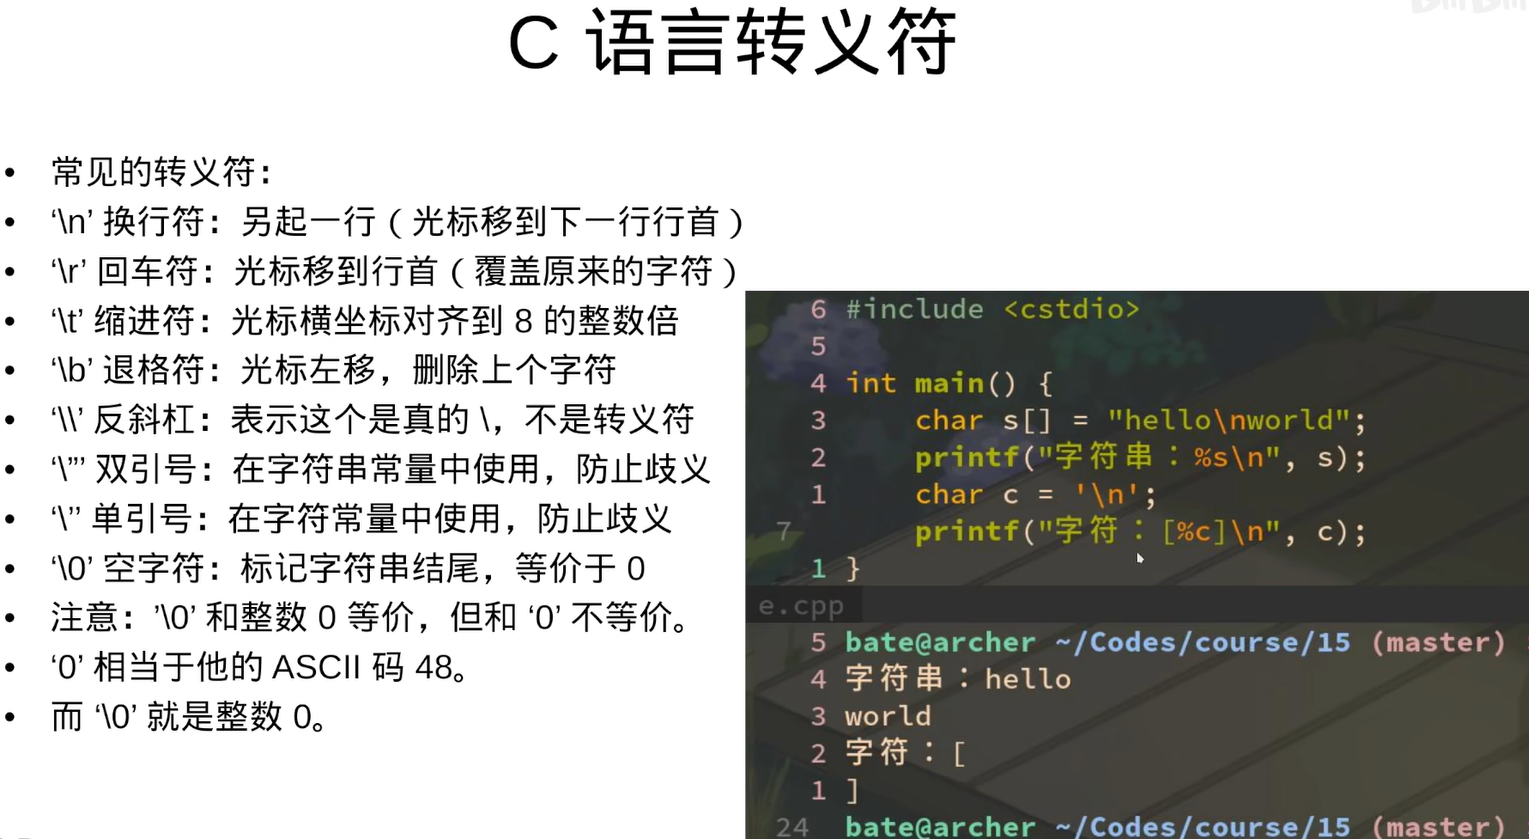 C 语言转义符
• 常见的转义符：
• ‘\n’ 换行符：另起一行（光标移到下一行行首）
• ‘\r’ 回车符：光标移到行首（覆盖原来的字符）
• ‘\t’ 缩进符：光标横坐标对齐到 8 的整数倍
• ‘\b’ 退格符：光标左移，删除上个字符
• ‘\\’ 反斜杠：表示这个是真的 \，不是转义符
• ‘\”’ 双引号：在字符串常量中使用，防止歧义
• ‘\’’ 单引号：在字符常量中使用，防止歧义
• ‘\0’ 空字符：标记字符串结尾，等价于 0
• 注意：’\0’ 和整数 0 等价，但和 ‘0’ 不等价。
• ‘0’ 相当于他的 ASCII 码 48。
• 而 ‘\0’ 就是整数 0。
6 #include <cstdio>
5
4 int main() {
3     char s[] = "hello\nworld";
2     printf("字符串：%s\n", s);
1     char c = '\n';
7     printf("字符：[%c]\n", c);
1 }
e.cpp
5 bate@archer ~/Codes/course/15 (master)
4 字符串：hello
3 world
2 字符：[
1 ]
24 bate@archer ~/Codes/course/15 (master)